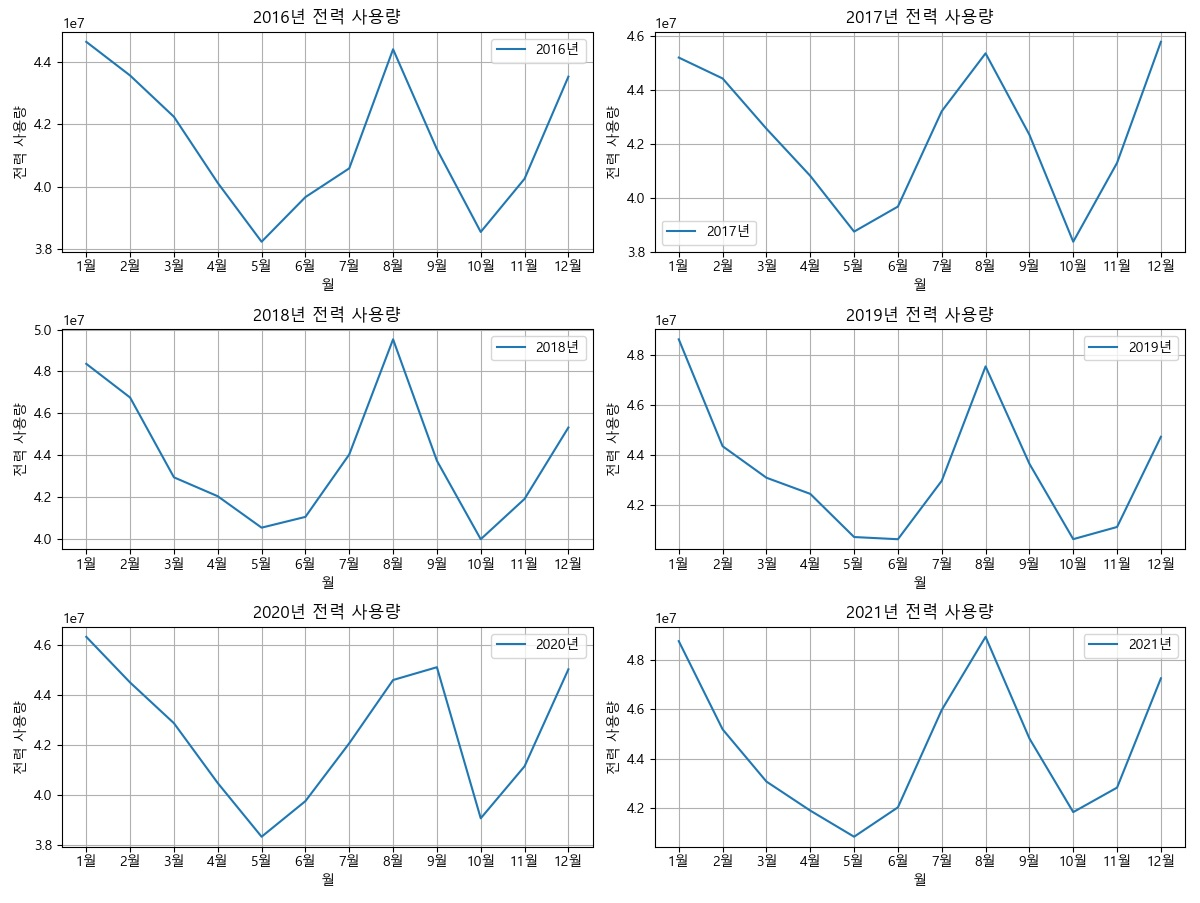 2016년 전력 사용량
1e7
2016년
4.4
4.2
4.0
3.8
전력 사용량
1월 2월 3월 4월 5월 6월 7월 8월 9월 10월 11월 12월
월
2017년 전력 사용량
1e7
4.6
4.4
4.2
4.0
3.8
전력 사용량
2017년
1월 2월 3월 4월 5월 6월 7월 8월 9월 10월 11월 12월
월
2018년 전력 사용량
1e7
2018년
5.0
4.8
4.6
4.4
4.2
4.0
전력 사용량
1월 2월 3월 4월 5월 6월 7월 8월 9월 10월 11월 12월
월
2019년 전력 사용량
1e7
2019년
4.8
4.6
4.4
4.2
전력 사용량
1월 2월 3월 4월 5월 6월 7월 8월 9월 10월 11월 12월
월
2020년 전력 사용량
1e7
2020년
4.6
4.4
4.2
4.0
3.8
전력 사용량
1월 2월 3월 4월 5월 6월 7월 8월 9월 10월 11월 12월
월
2021년 전력 사용량
1e7
2021년
4.8
4.6
4.4
4.2
전력 사용량
1월 2월 3월 4월 5월 6월 7월 8월 9월 10월 11월 12월
월